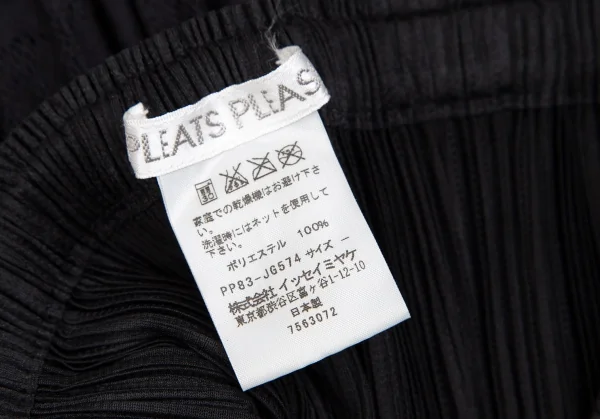 PLEATS PLEAS
家庭での乾燥機はお避け下さ
い。
洗濯時にはネットを使用して
下さい。
ポリエステル 100%
PP83-JG574 サイズ －
株式会社 イッセイミヤケ
東京都渋谷区富ヶ谷1-12-10
日本製
7563072